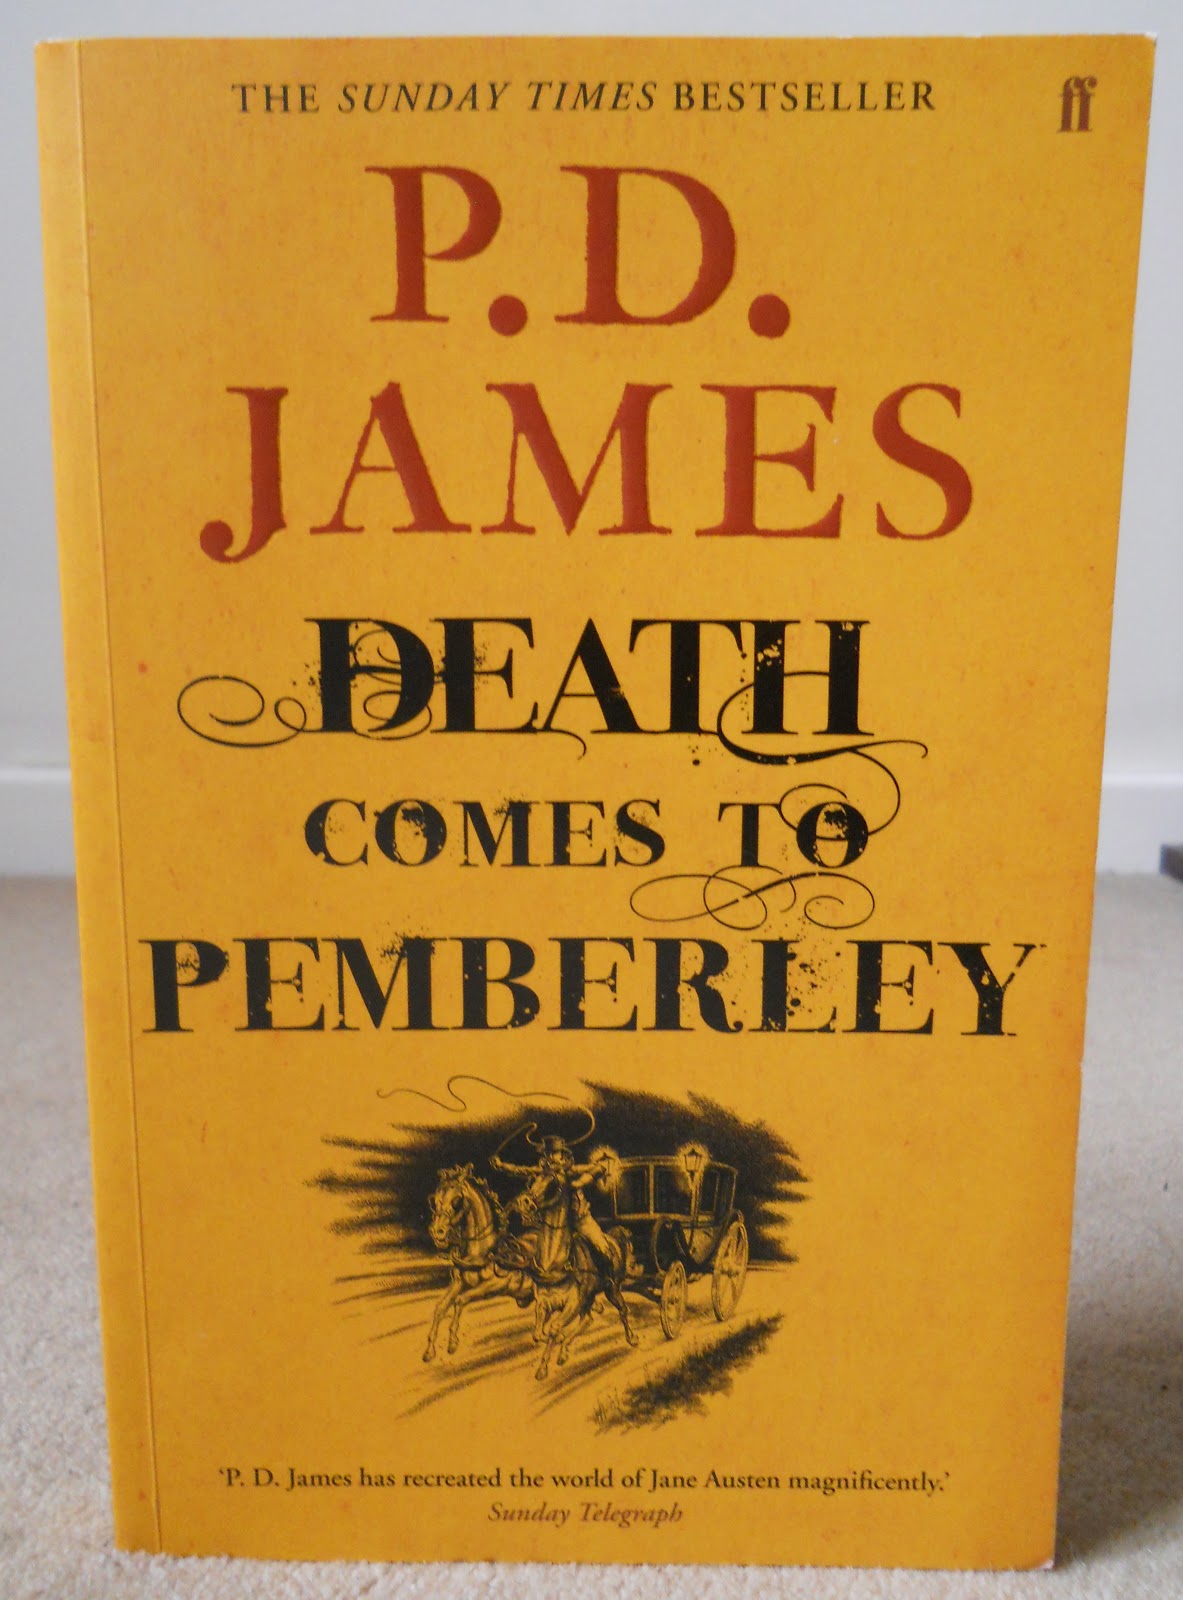 THE SUNDAY TIMES BESTSELLER
ff
P.D.
JAMES
DEATH
COMES TO
PEMBERLEY
‘P. D. James has recreated the world of Jane Austen magnificently.’
Sunday Telegraph